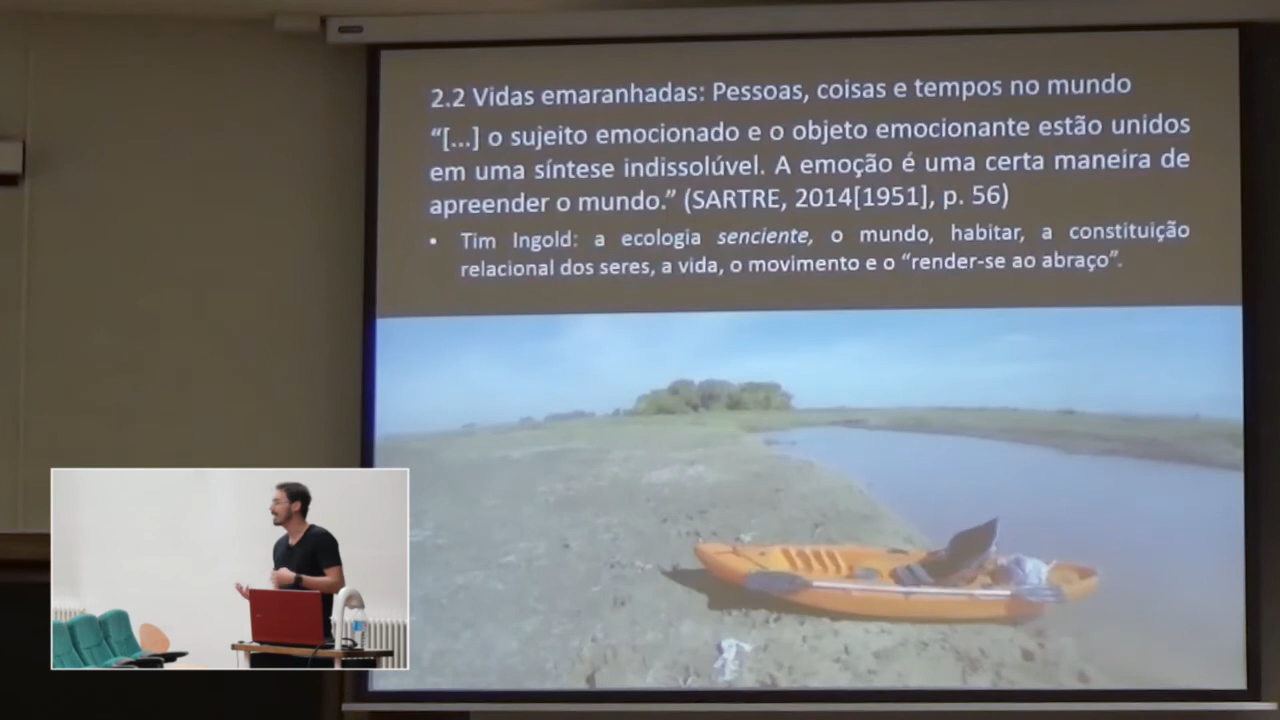 2.2 Vidas emaranhadas: Pessoas, coisas e tempos no mundo
“[...] o sujeito emocionado e o objeto emocionante estão unidos
em uma síntese indissolúvel. A emoção é uma certa maneira de
apreender o mundo.” (SARTRE, 2014[1951], p. 56)
• Tim Ingold: a ecologia senciente, o mundo, habitar, a constituição
relacional dos seres, a vida, o movimento e o “render-se ao abraço”.